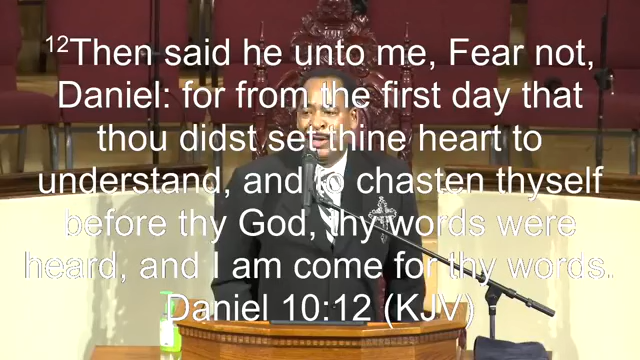 12Then said he unto me, Fear not,
Daniel: for from the first day that
thou didst set thine heart to
understand, and to chasten thyself
before thy God, thy words were
heard, and I am come for thy words.
Daniel 10:12 (KJV)